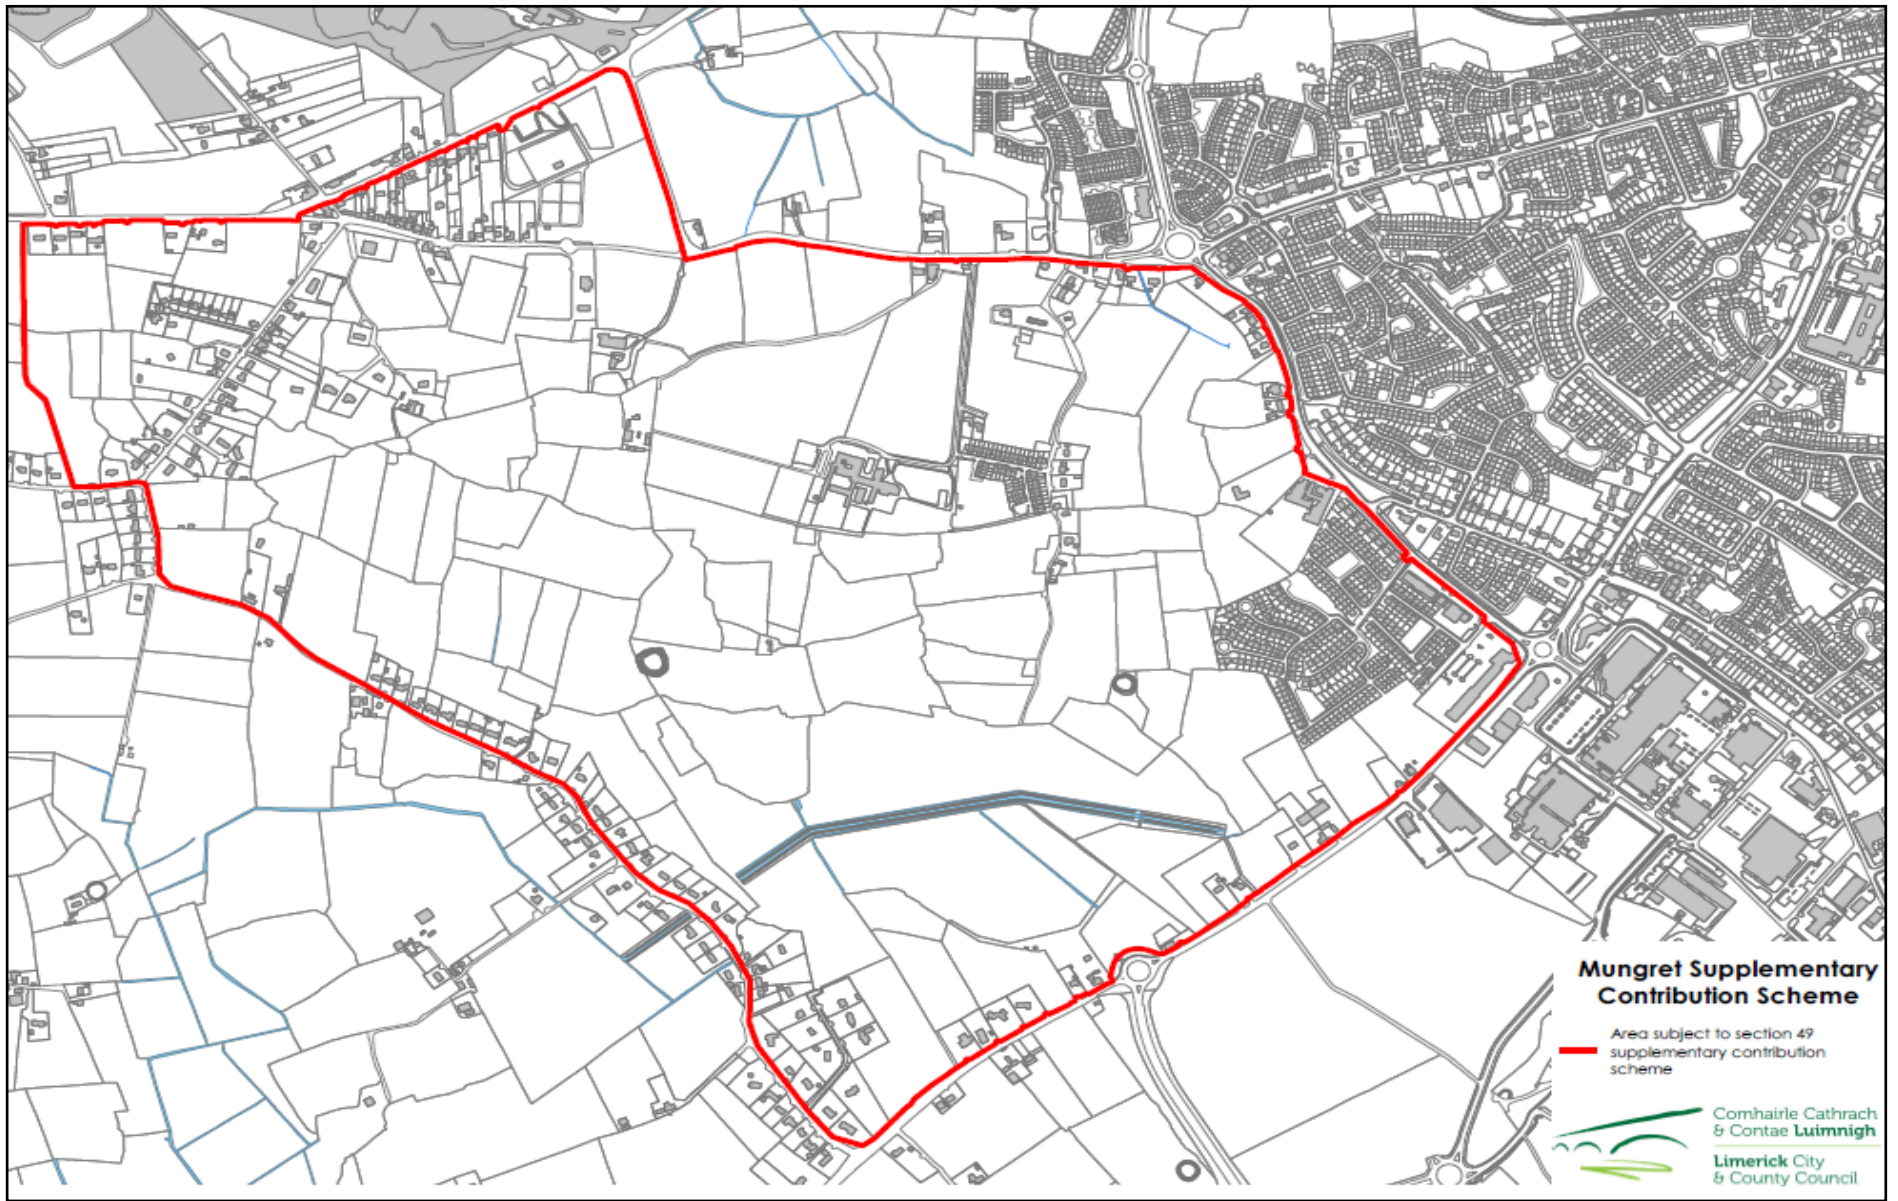 Mungret Supplementary
Contribution Scheme
Area subject to section 49
supplementary contribution
scheme
Comhairle Cathrach
& Contae Luimnigh
Limerick City
& County Council